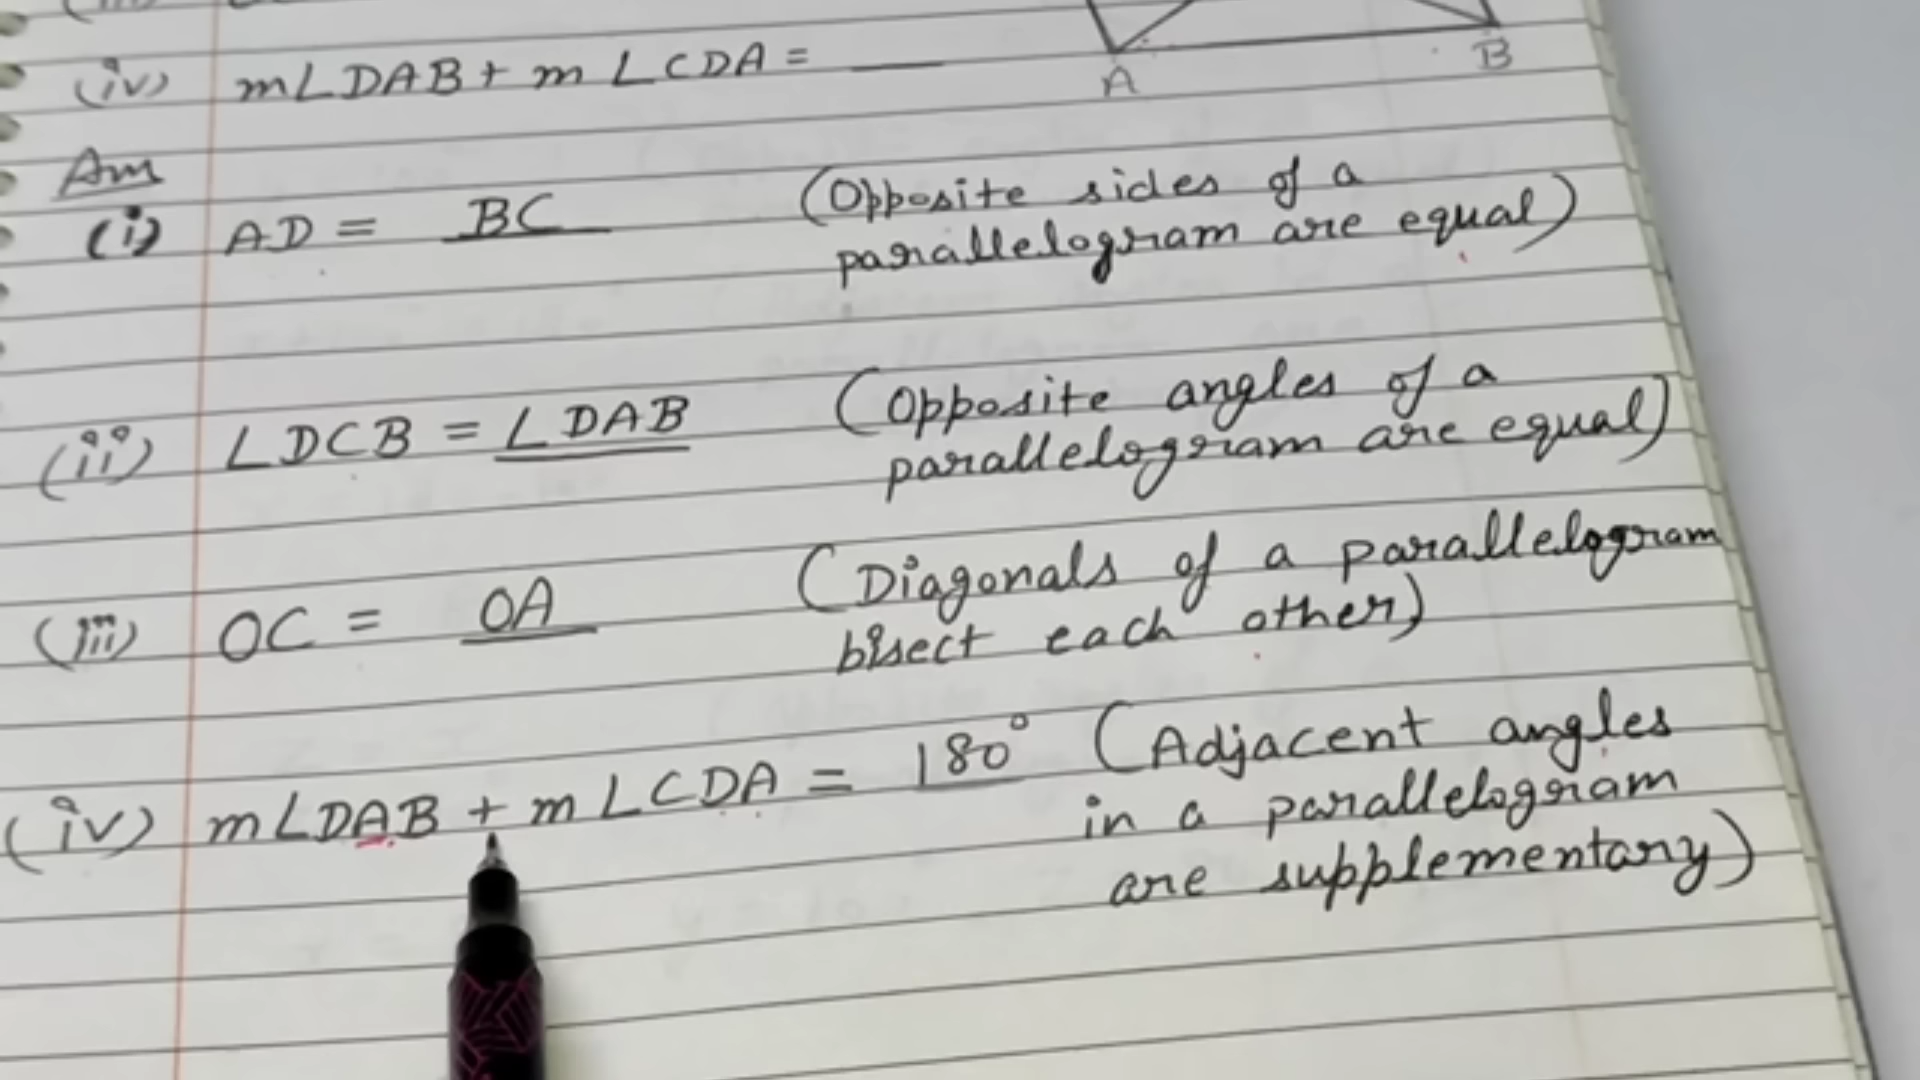 (iv) m∠DAB + m∠CDA = ___
A
B
Ans
(i) AD = BC (Opposite sides of a
parallelogram are equal)
(ii) ∠DCB = ∠DAB (Opposite angles of a
parallelogram are equal)
(iii) OC = OA (Diagonals of a parallelogram
bisect each other)
(iv) m∠DAB + m∠CDA = 180° (Adjacent angles
in a parallelogram
are supplementary)